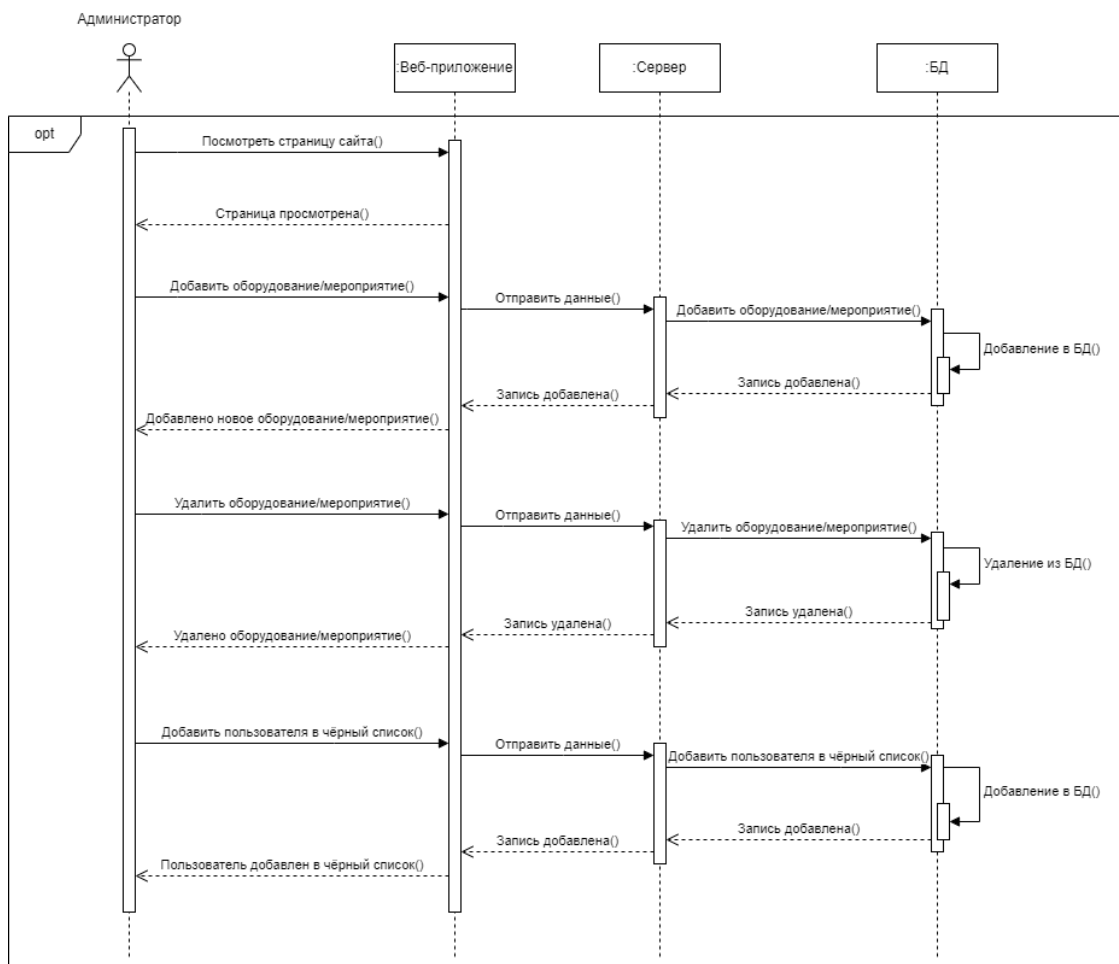 Администратор
:Веб-приложение
:Сервер
:БД
opt
Посмотреть страницу сайта()
Страница просмотрена()
Добавить оборудование/мероприятие()
Отправить данные()
Добавить оборудование/мероприятие()
Добавление в БД()
Запись добавлена()
Запись добавлена()
Добавлено новое оборудование/мероприятие()
Удалить оборудование/мероприятие()
Отправить данные()
Удалить оборудование/мероприятие()
Удаление из БД()
Запись удалена()
Запись удалена()
Удалено оборудование/мероприятие()
Добавить пользователя в чёрный список()
Отправить данные()
Добавить пользователя в чёрный список()
Добавление в БД()
Запись добавлена()
Запись добавлена()
Пользователь добавлен в чёрный список()